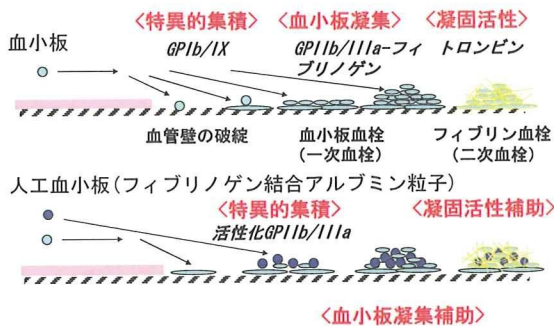 <特異的集積> <血小板凝集> <凝固活性>
血小板 GPIb/IX GPIIb/IIIa-フィ トロンビン
ブリノゲン
血管壁の破綻 血小板血栓 フィブリン血栓
(一次血栓) (二次血栓)
人工血小板(フィブリノゲン結合アルブミン粒子)
<特異的集積> <凝固活性補助>
活性化GPIIb/IIIa
<血小板凝集補助>